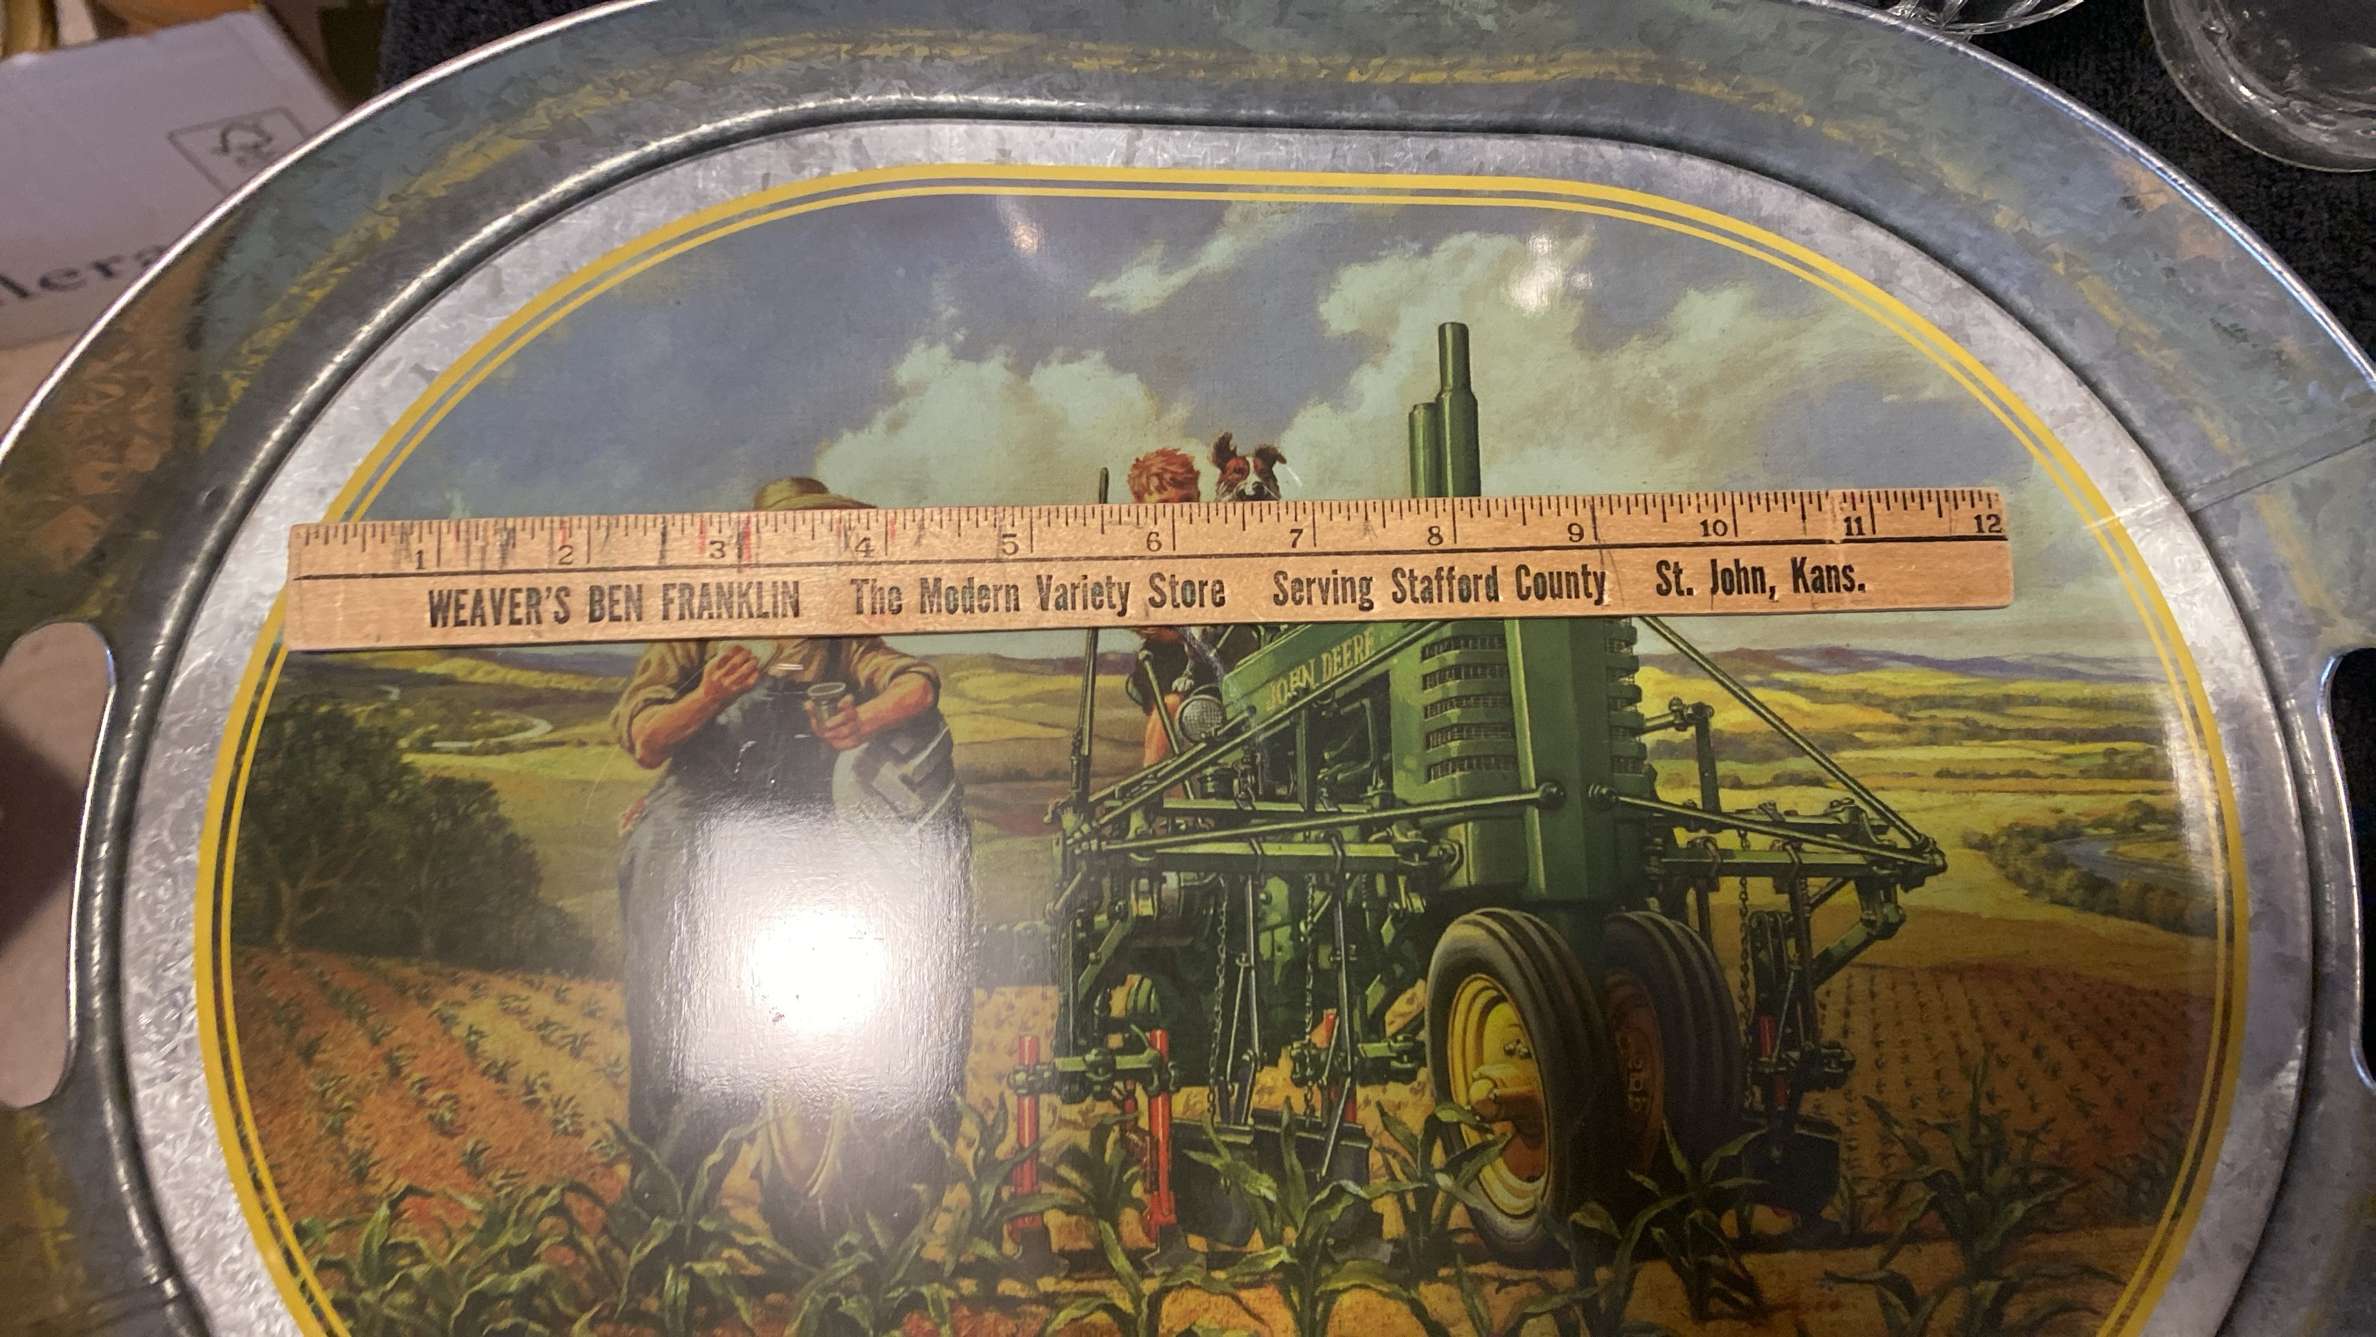 lera
1 2 3 4 5 6 7 8 9 10 11 12
WEAVER'S BEN FRANKLIN The Modern Variety Store Serving Stafford County St. John, Kans.
JOHN DEERE